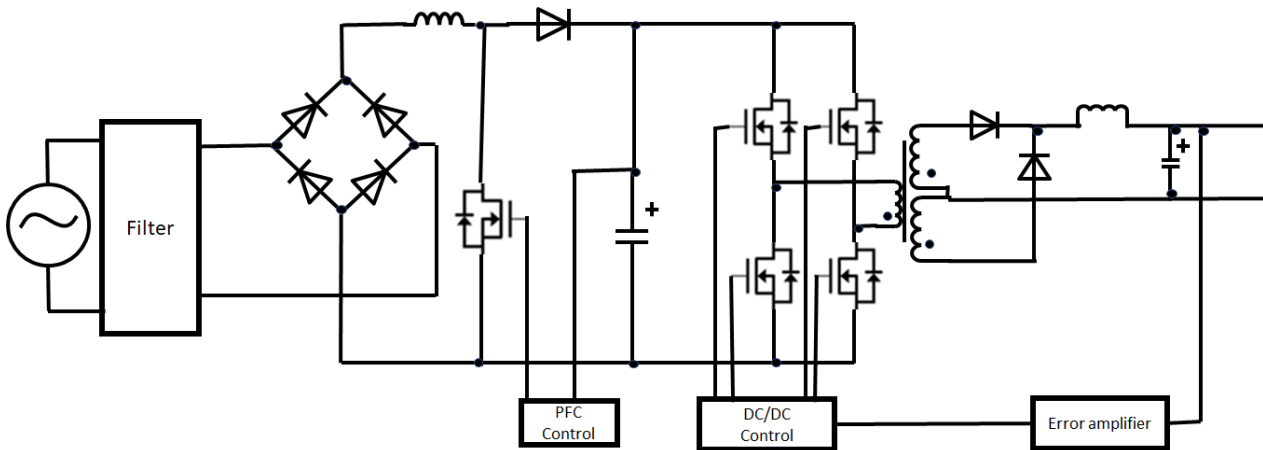 Filter
+
+
PFC
Control
DC/DC
Control
Error amplifier